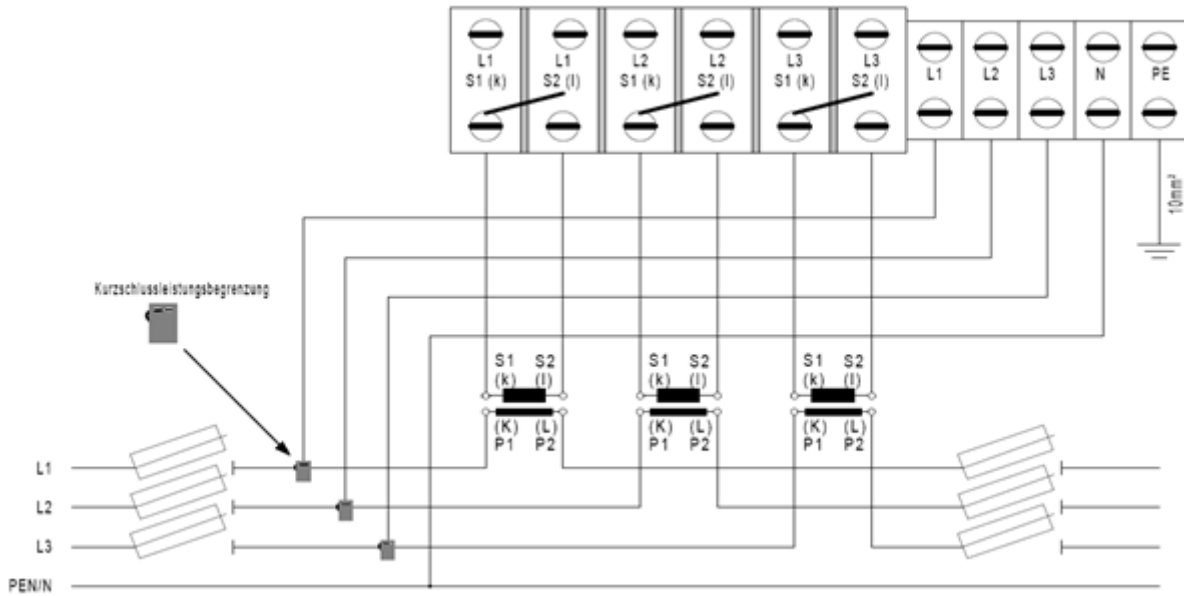 L1 L1 L2 L2 L3 L3
S1 (k) S2 (l) S1 (k) S2 (l) S1 (k) S2 (l)
L1 L2 L3 N PE
10mm²
Kurzschlussleistungsbegrenzung
S1 S2 S1 S2 S1 S2
(k) (l) (k) (l) (k) (l)
(K) (L) (K) (L) (K) (L)
P1 P2 P1 P2 P1 P2
L1
L2
L3
PEN/N